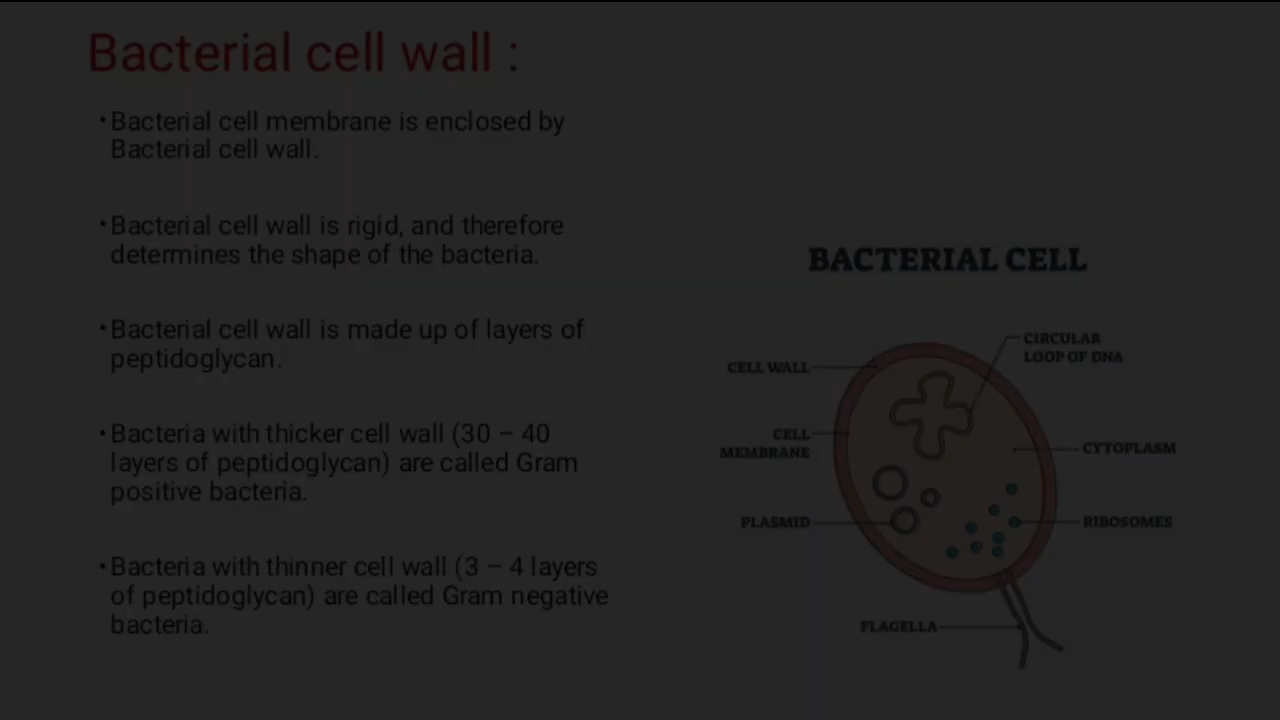 Bacterial cell wall :
•Bacterial cell membrane is enclosed by
Bacterial cell wall.
•Bacterial cell wall is rigid, and therefore
determines the shape of the bacteria.
•Bacterial cell wall is made up of layers of
peptidoglycan.
•Bacteria with thicker cell wall (30 – 40
layers of peptidoglycan) are called Gram
positive bacteria.
•Bacteria with thinner cell wall (3 – 4 layers
of peptidoglycan) are called Gram negative
bacteria.
BACTERIAL CELL
CIRCULAR
LOOP OF DNA
CELL WALL
CELL
MEMBRANE
CYTOPLASM
PLASMID
RIBOSOMES
FLAGELLA